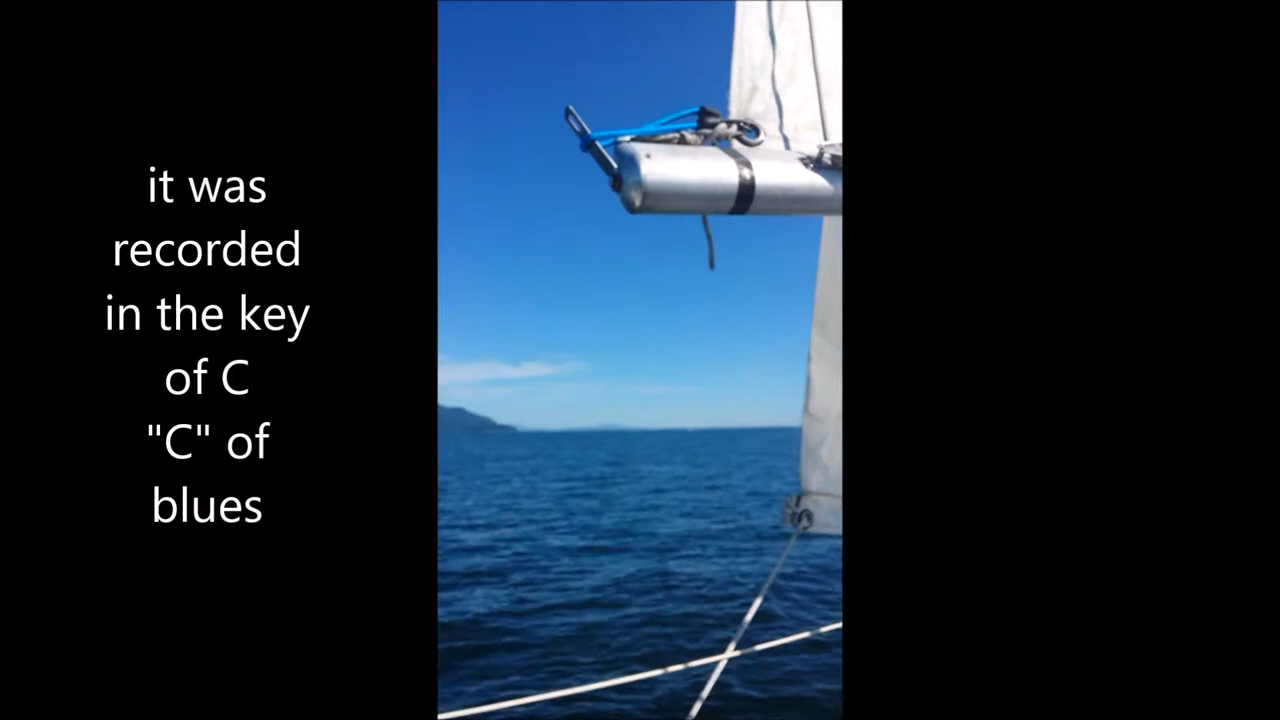 it was
recorded
in the key
of C
"C" of
blues